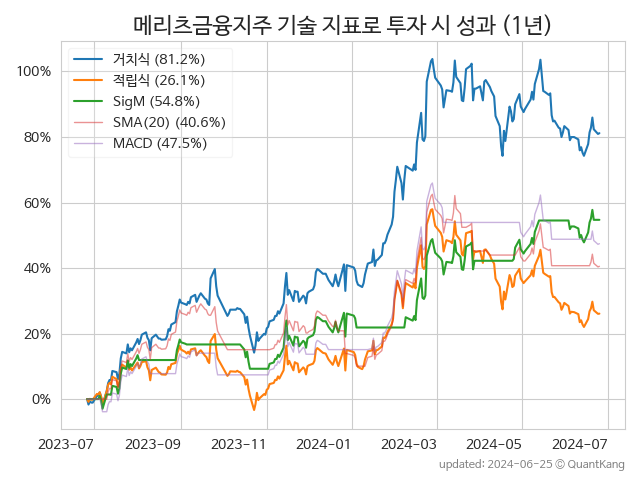 메리츠금융지주 기술 지표로 투자 시 성과 (1년)
거치식 (81.2%)
적립식 (26.1%)
SigM (54.8%)
SMA(20) (40.6%)
MACD (47.5%)
100%
80%
60%
40%
20%
0%
2023-07 2023-09 2023-11 2024-01 2024-03 2024-05 2024-07
updated: 2024-06-25 © QuantKang